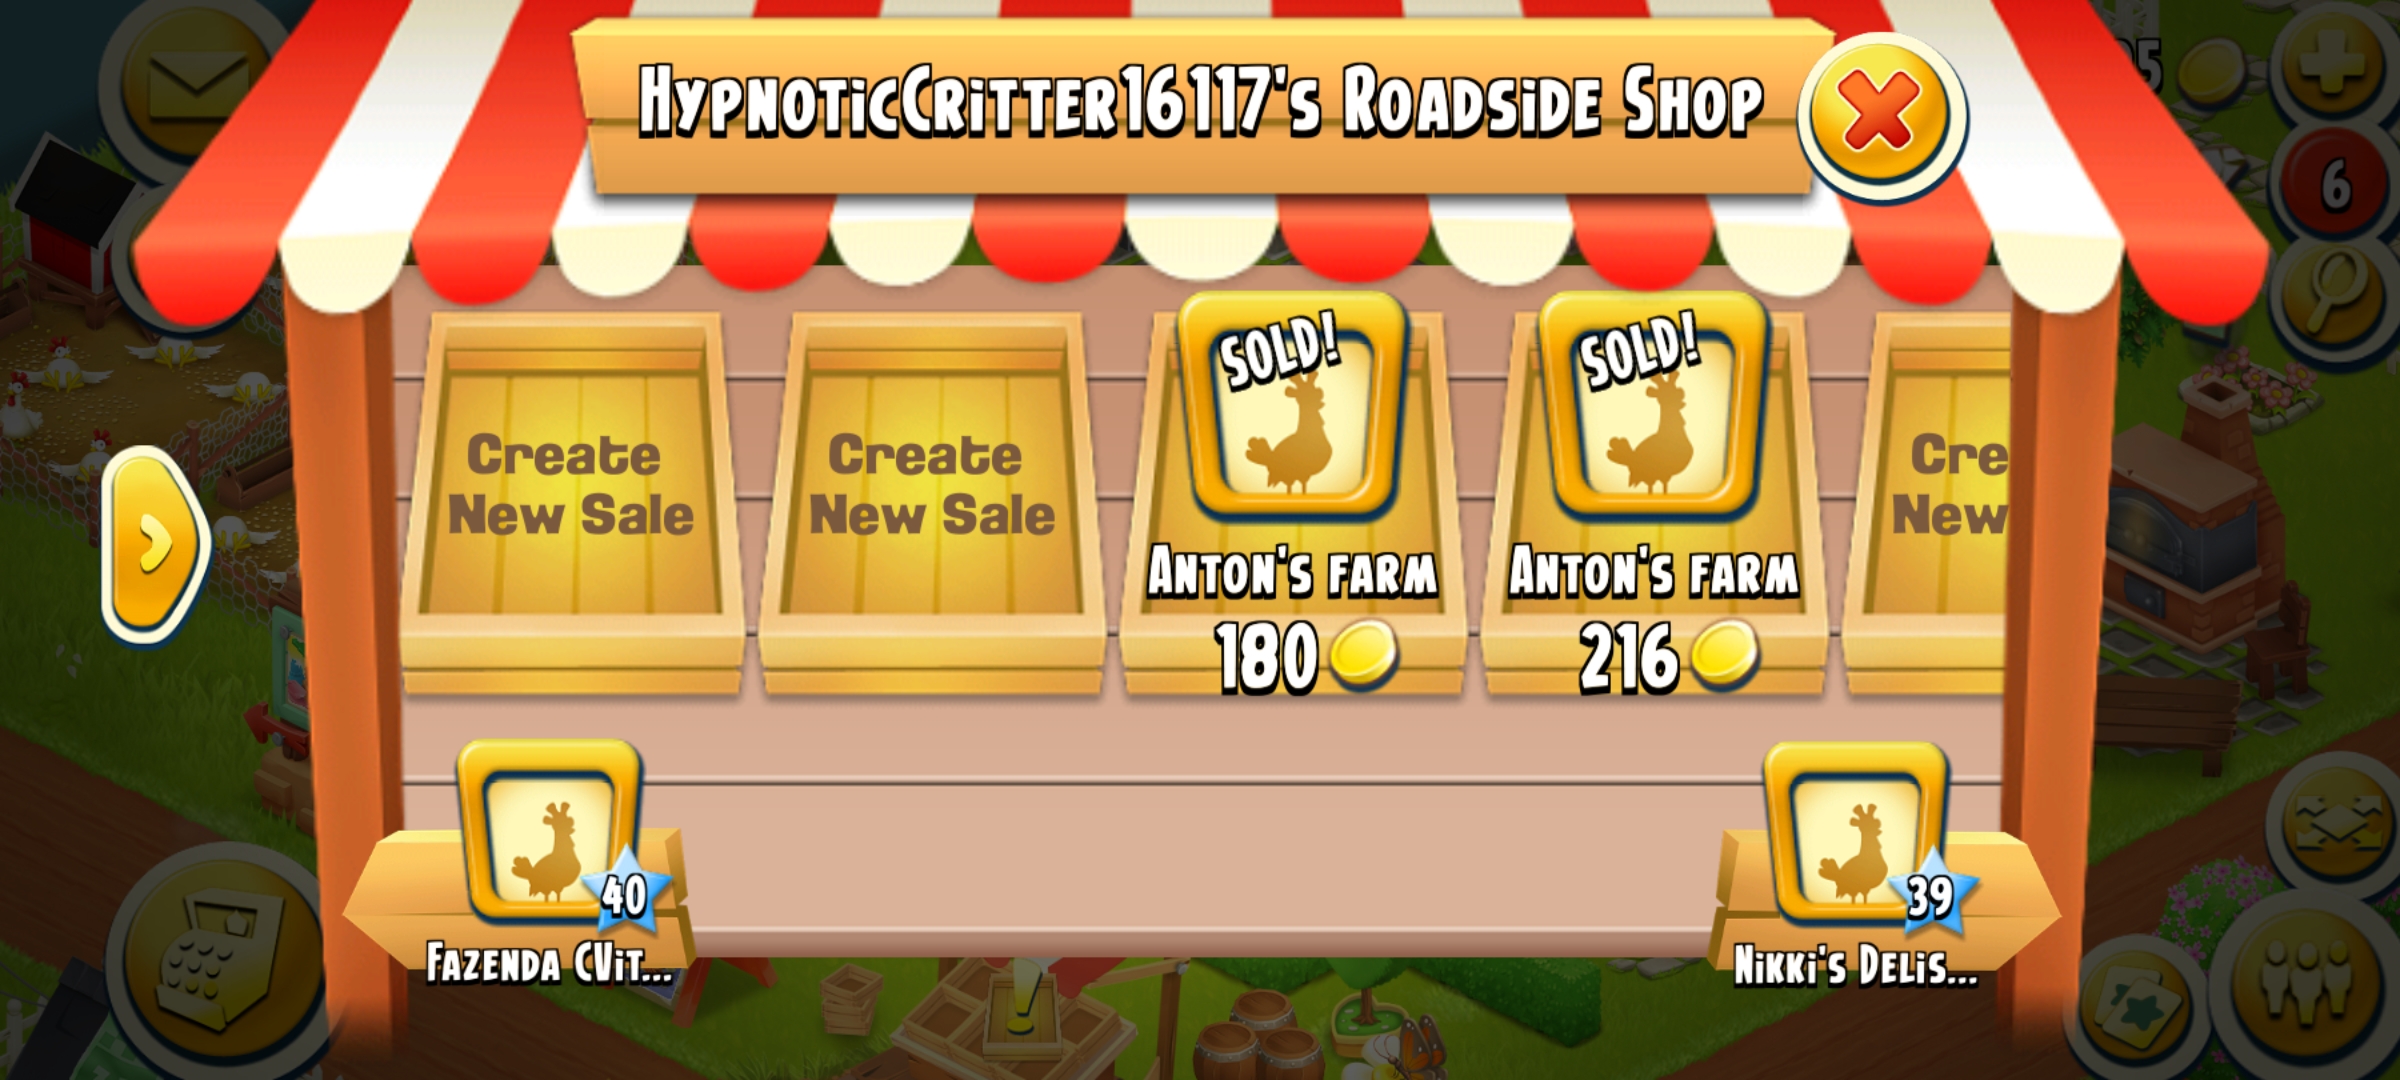 HypnoticCritter16117's Roadside Shop
5
6
SOLD!
SOLD!
Create
New Sale
Create
New Sale
Cre
New
Anton's farm
Anton's farm
180
216
40
39
Fazenda CVit...
Nikki's Delis...